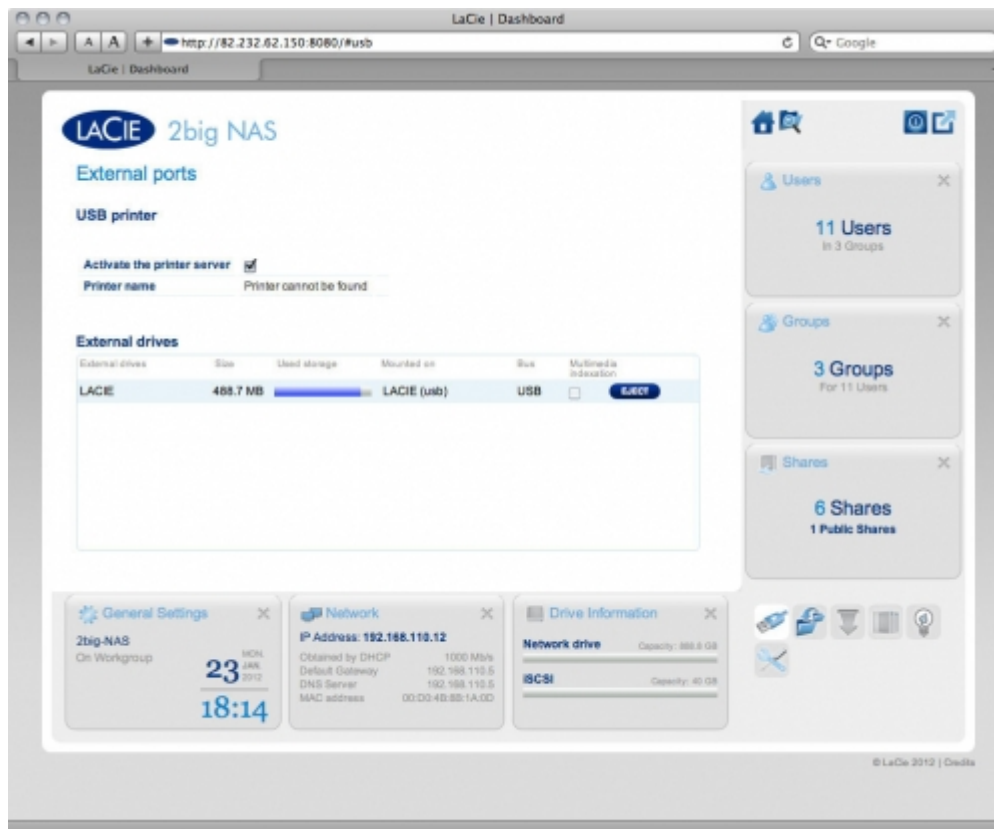 LaCie | Dashboard
A A + http://82.232.62.150:8080/#usb
Google
LaCie | Dashboard
LACIE 2big NAS
External ports
USB printer
Activate the printer server
Printer name Printer cannot be found
External drives
External drives Size Used storage Mounted on Bus Multimedia indexation
LACIE 488.7 MB LACIE (usb) USB EJECT
Users
11 Users
in 3 Groups
Groups
3 Groups
For 11 Users
Shares
6 Shares
1 Public Shares
General Settings
2big-NAS
On Workgroup
MON.
23 JAN.
2012
18:14
Network
IP Address: 192.168.110.12
Obtained by DHCP 1000 Mb/s
Default Gateway 192.168.110.5
DNS Server 192.168.110.5
MAC address 00:D0:4B:8B:1A:0D
Drive Information
Network drive Capacity: GB
iSCSI Capacity: 40 GB
© LaCie 2012 | Credits